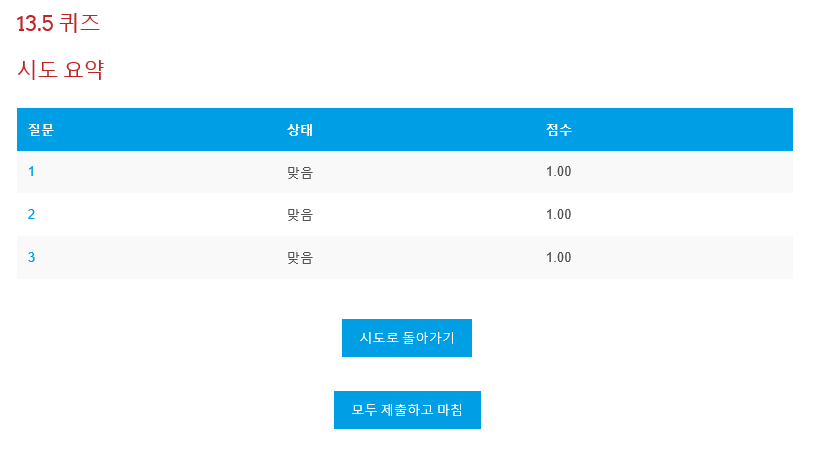 13.5 퀴즈
시도 요약
질문 상태 점수
1 맞음 1.00
2 맞음 1.00
3 맞음 1.00
시도로 돌아가기
모두 제출하고 마침